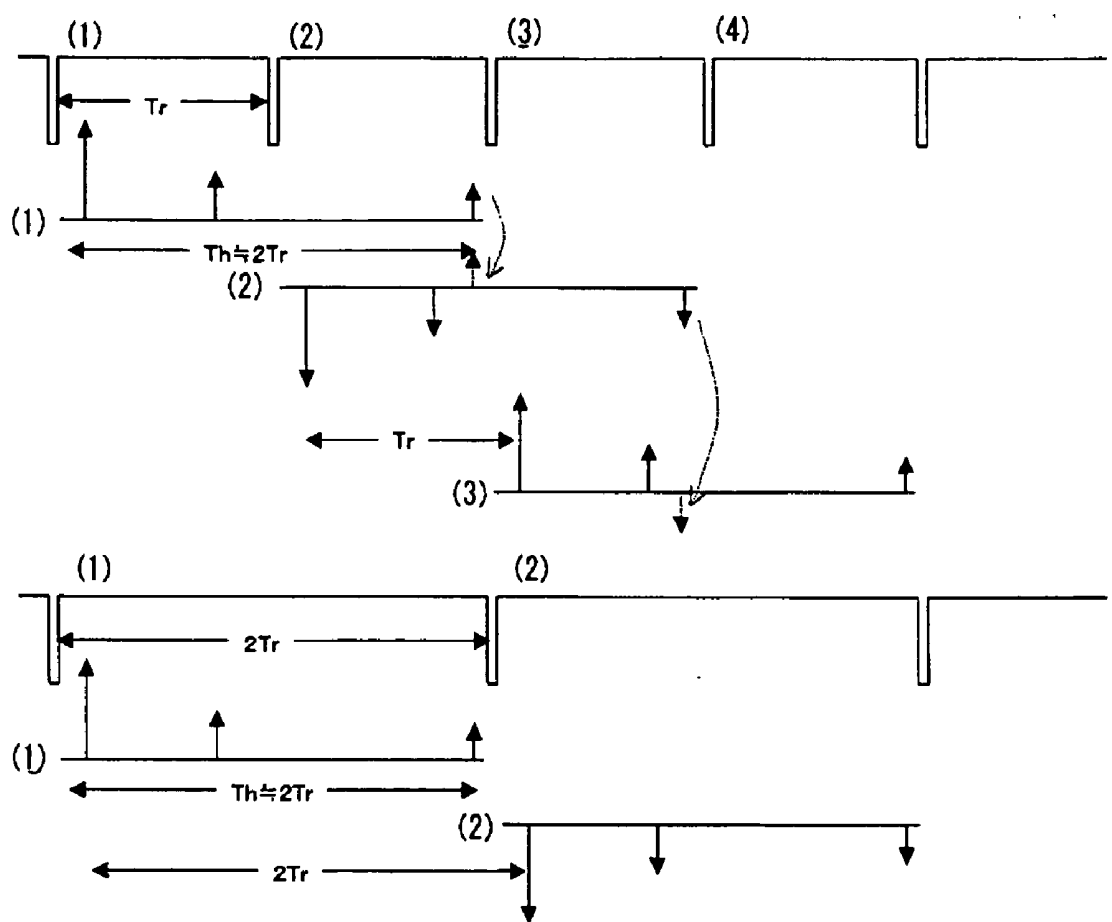 (1) (2) (3) (4)
Tr
(1)
Th≒2Tr
(2)
Tr
(3)
(1) (2)
2Tr
(1)
Th≒2Tr
(2)
2Tr